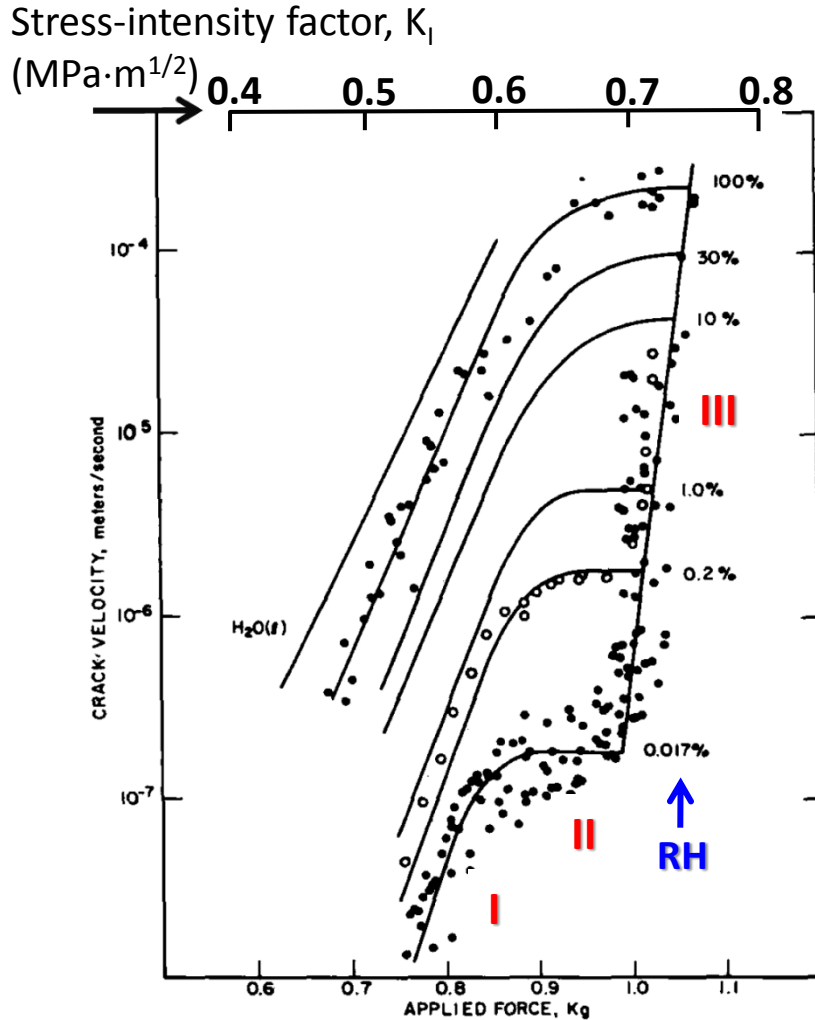 Stress-intensity factor, K_I
(MPa·m^1/2)
0.4 0.5 0.6 0.7 0.8
100%
10^-4
30%
10%
III
10^5
1.0%
0.2%
10^-6
H₂O(ℓ)
CRACK VELOCITY, meters/second
0.017%
10^-7
II
RH
I
0.6 0.7 0.8 0.9 1.0 1.1
APPLIED FORCE, Kg